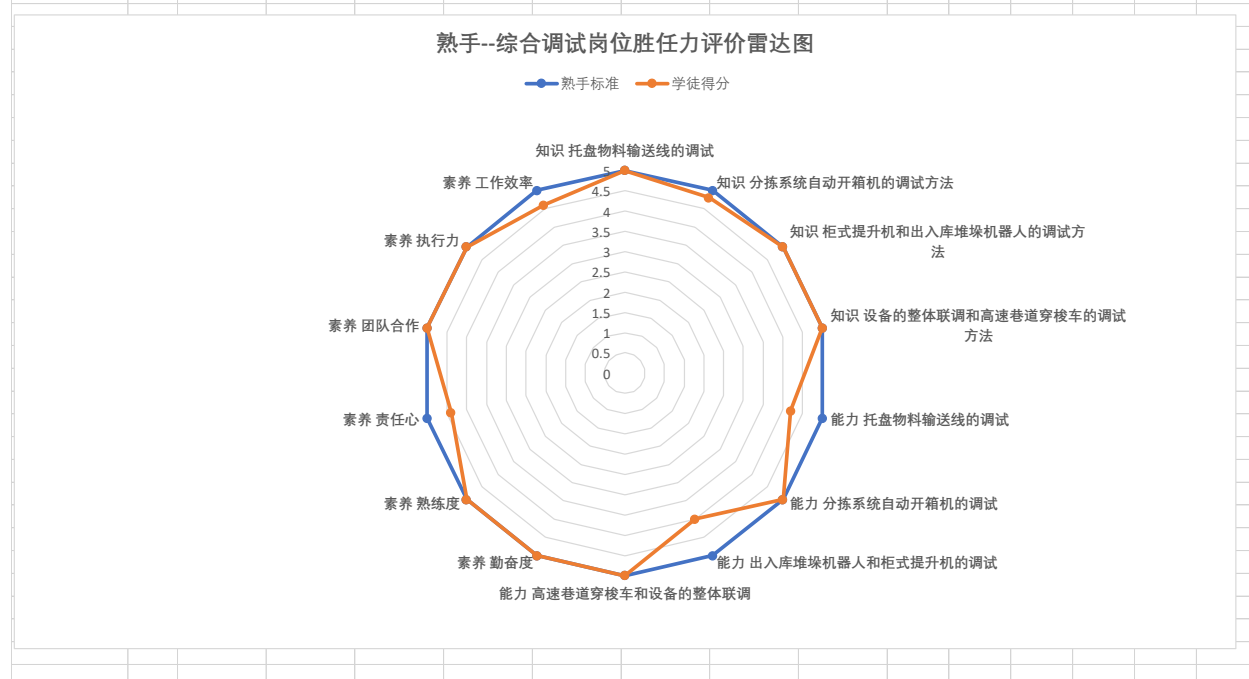 熟手--综合调试岗位胜任力评价雷达图
熟手标准
学徒得分
知识 托盘物料输送线的调试
知识 分拣系统自动开箱机的调试方法
知识 柜式提升机和出入库堆垛机器人的调试方
法
知识 设备的整体联调和高速巷道穿梭车的调试
方法
能力 托盘物料输送线的调试
能力 分拣系统自动开箱机的调试
能力 出入库堆垛机器人和柜式提升机的调试
能力 高速巷道穿梭车和设备的整体联调
素养 勤奋度
素养 熟练度
素养 责任心
素养 团队合作
素养 执行力
素养 工作效率
5
4.5
4
3.5
3
2.5
2
1.5
1
0.5
0